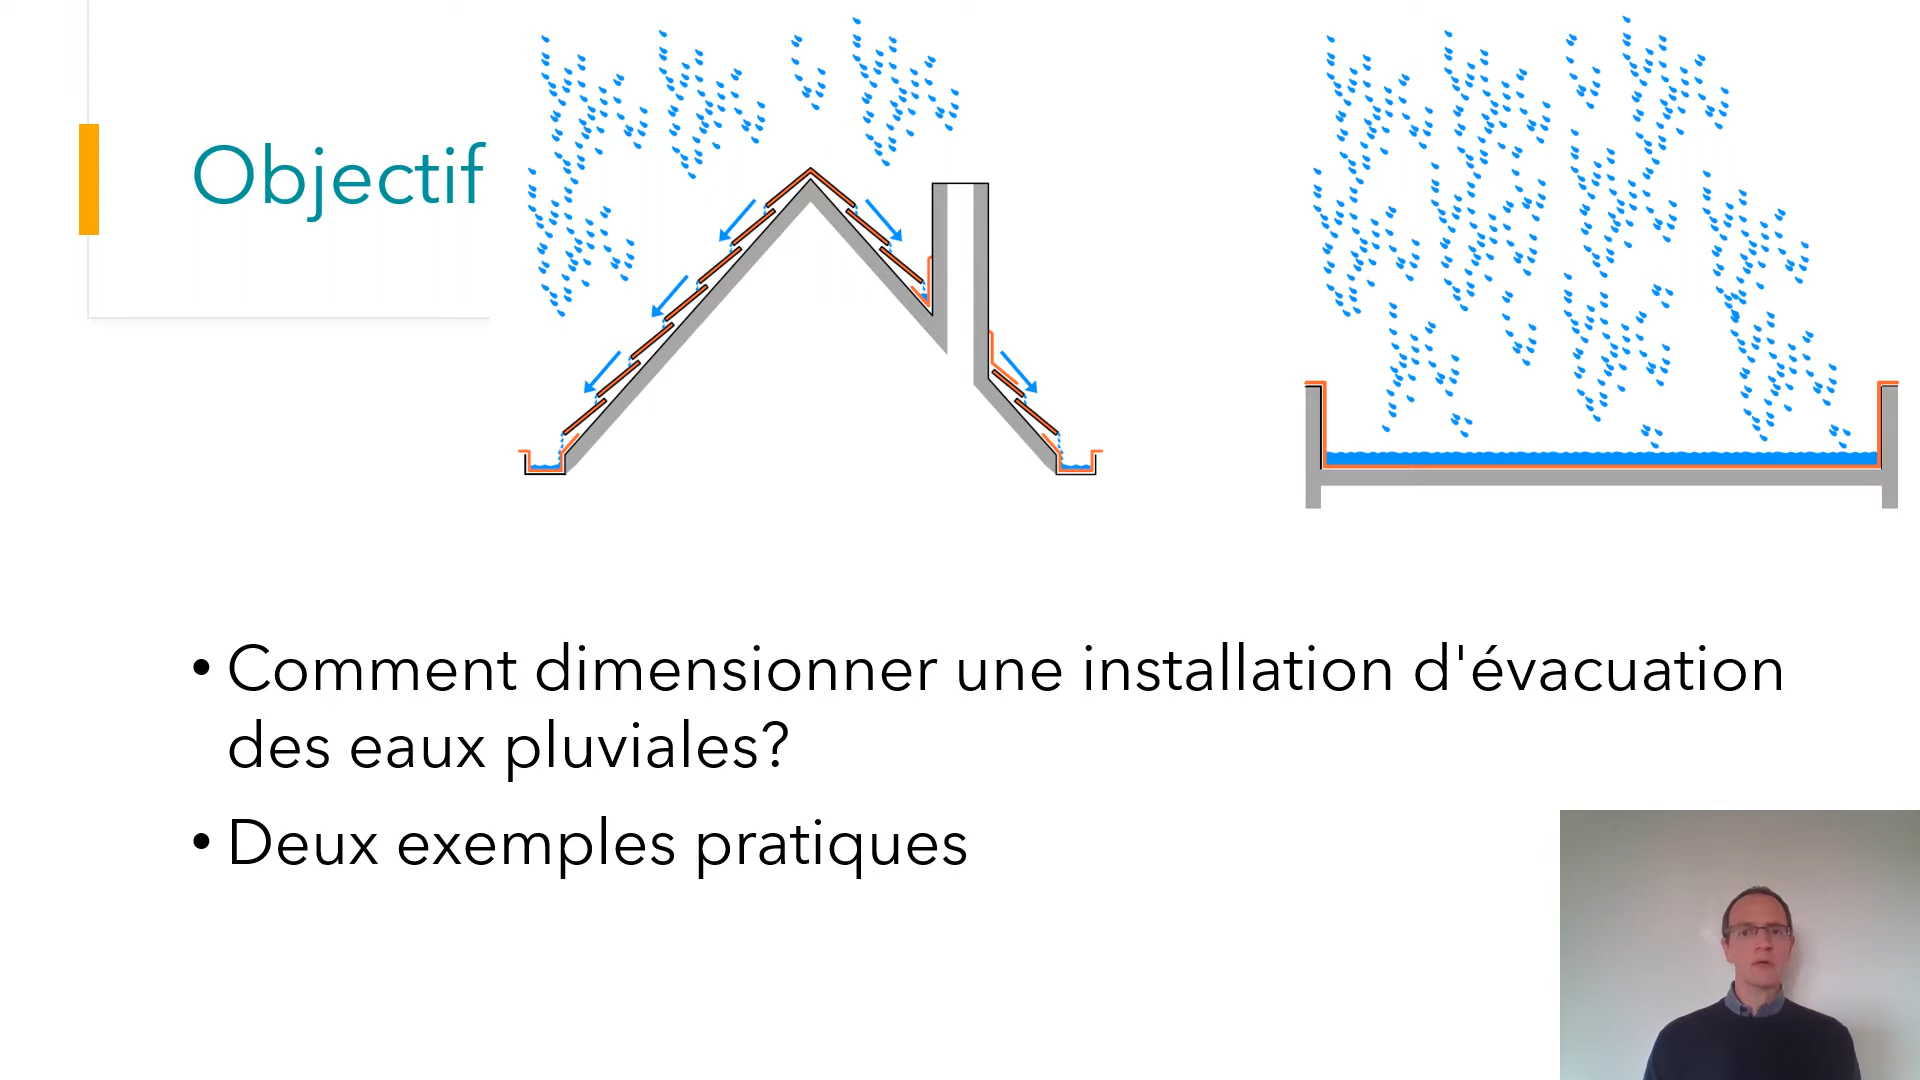 Objectif
• Comment dimensionner une installation d'évacuation
des eaux pluviales?
• Deux exemples pratiques